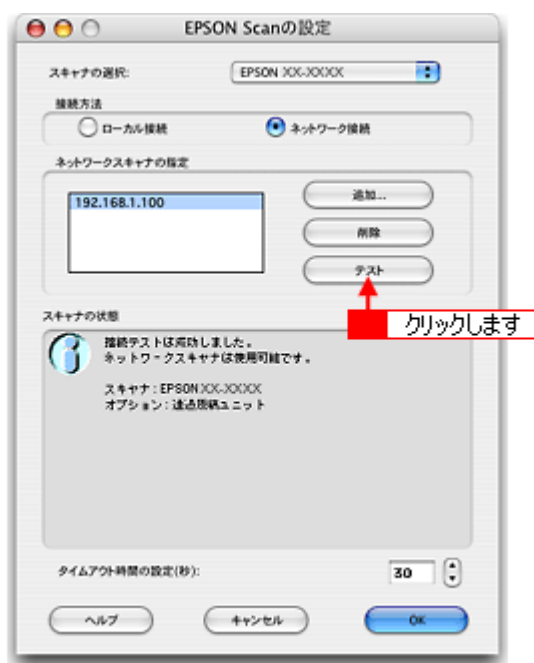 EPSON Scanの設定
スキャナの選択:
EPSON XX-XXXXX
接続方法
ローカル接続
ネットワーク接続
ネットワークスキャナの指定
192.168.1.100
追加...
削除
テスト
クリックします
スキャナの状態
接続テストは成功しました。
ネットワークスキャナは使用可能です。
スキャナ:EPSON XX-XXXXX
オプション:透過原稿ユニット
タイムアウト時間の設定(秒):
30
ヘルプ
キャンセル
OK